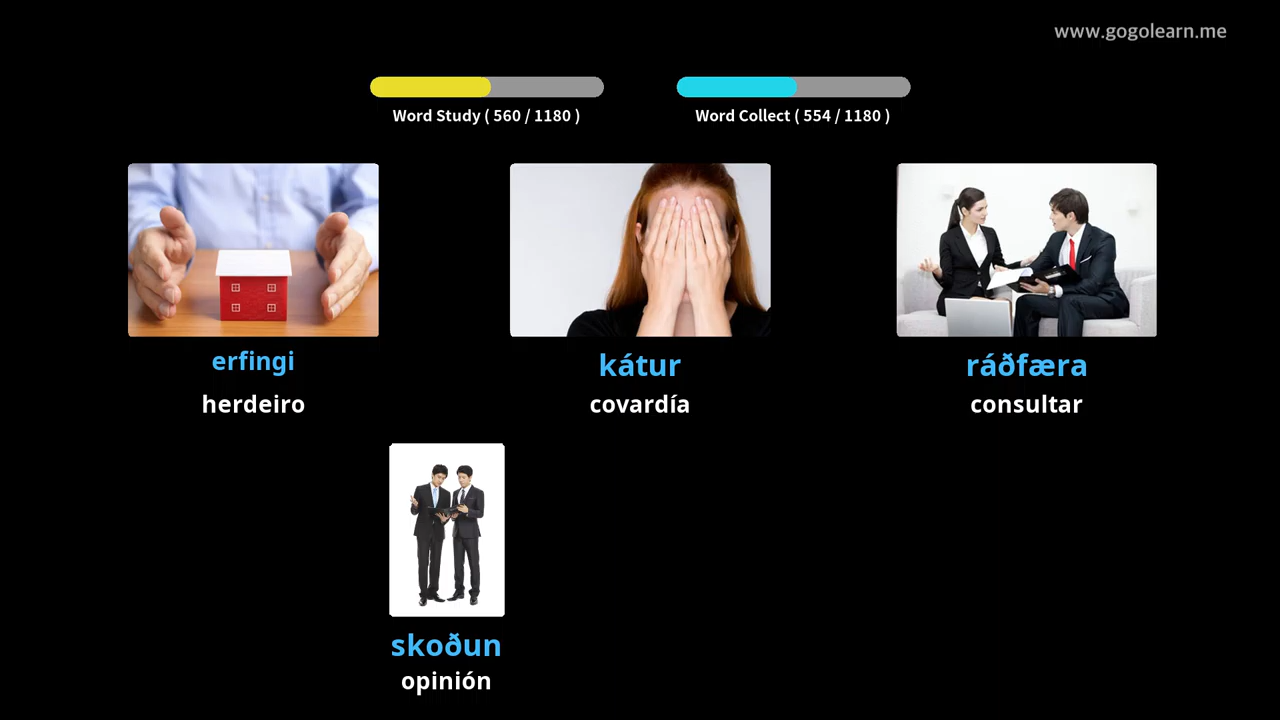 www.gogolearn.me
Word Study ( 560 / 1180 )
Word Collect ( 554 / 1180 )
erfingi
herdeiro
kátur
covardía
ráðfæra
consultar
skoðun
opinión